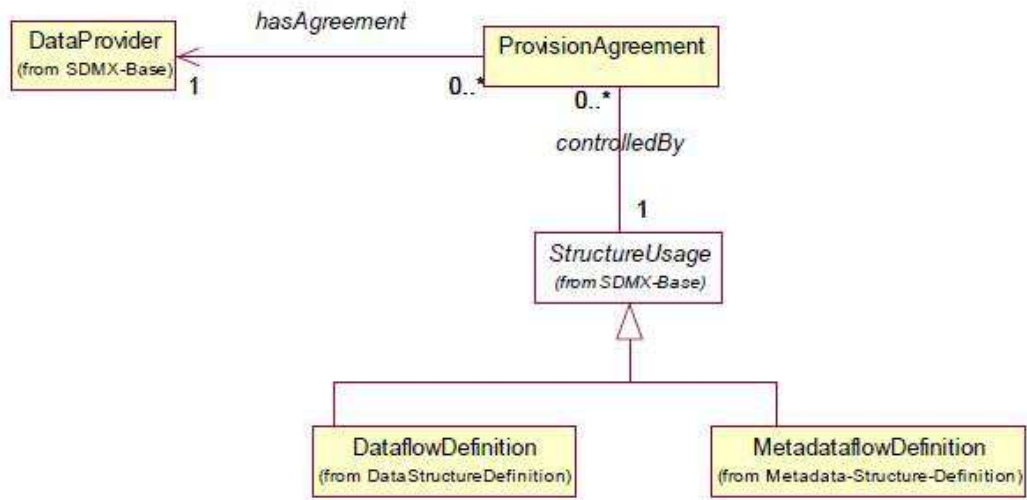 hasAgreement
DataProvider
(from SDMX-Base)
ProvisionAgreement
1
0..*
0..*
controlledBy
1
StructureUsage
(from SDMX-Base)
DataflowDefinition
(from DataStructureDefinition)
MetadataflowDefinition
(from Metadata-Structure-Definition)